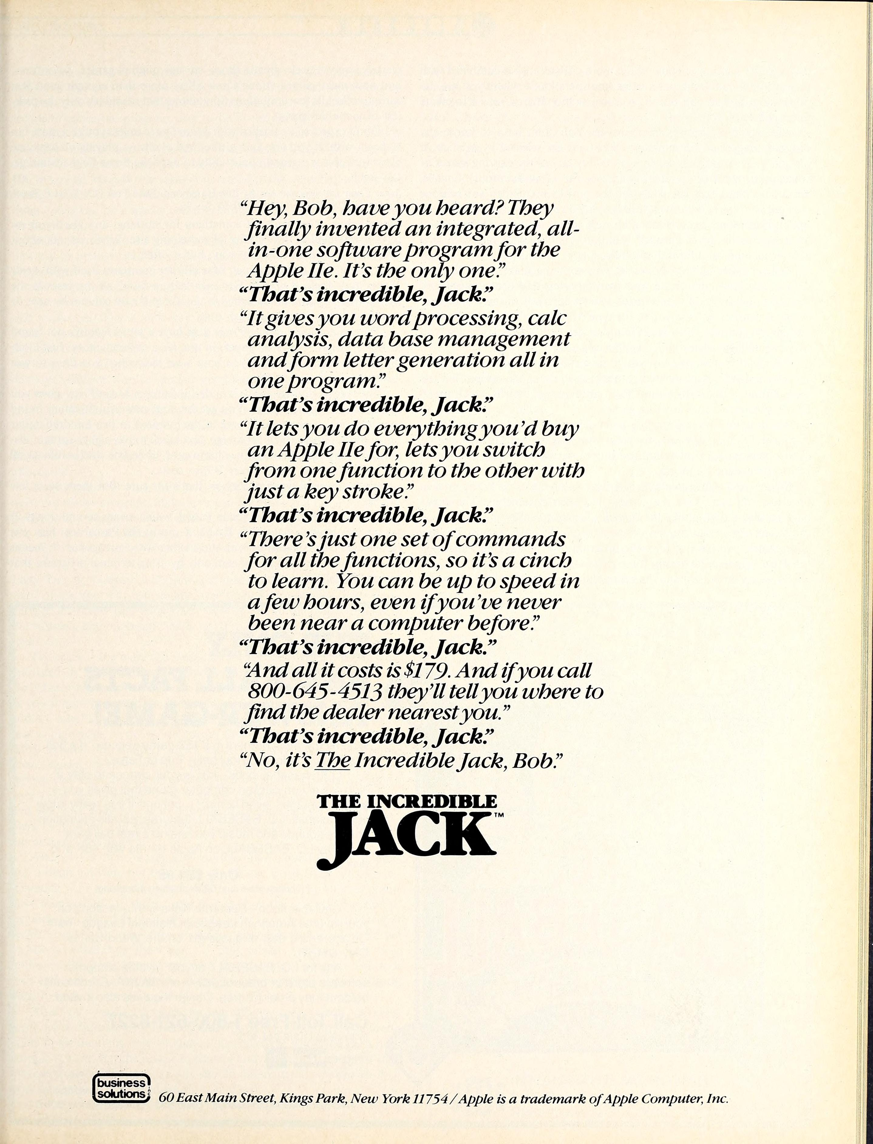 “Hey, Bob, have you heard? They
finally invented an integrated, all-
in-one software program for the
Apple IIe. It's the only one.”
“That's incredible, Jack.”
“It gives you word processing, calc
analysis, data base management
and form letter generation all in
one program.”
“That's incredible, Jack.”
“It lets you do everything you'd buy
an Apple IIe for, lets you switch
from one function to the other with
just a key stroke.”
“That's incredible, Jack.”
“There's just one set of commands
for all the functions, so it's a cinch
to learn. You can be up to speed in
a few hours, even if you've never
been near a computer before.”
“That's incredible, Jack.”
“And all it costs is $179. And if you call
800-645-4513 they'll tell you where to
find the dealer nearest you.”
“That's incredible, Jack.”
“No, it's The Incredible Jack, Bob.”
THE INCREDIBLE
JACK™
business
solutions
60 East Main Street, Kings Park, New York 11754 / Apple is a trademark of Apple Computer, Inc.